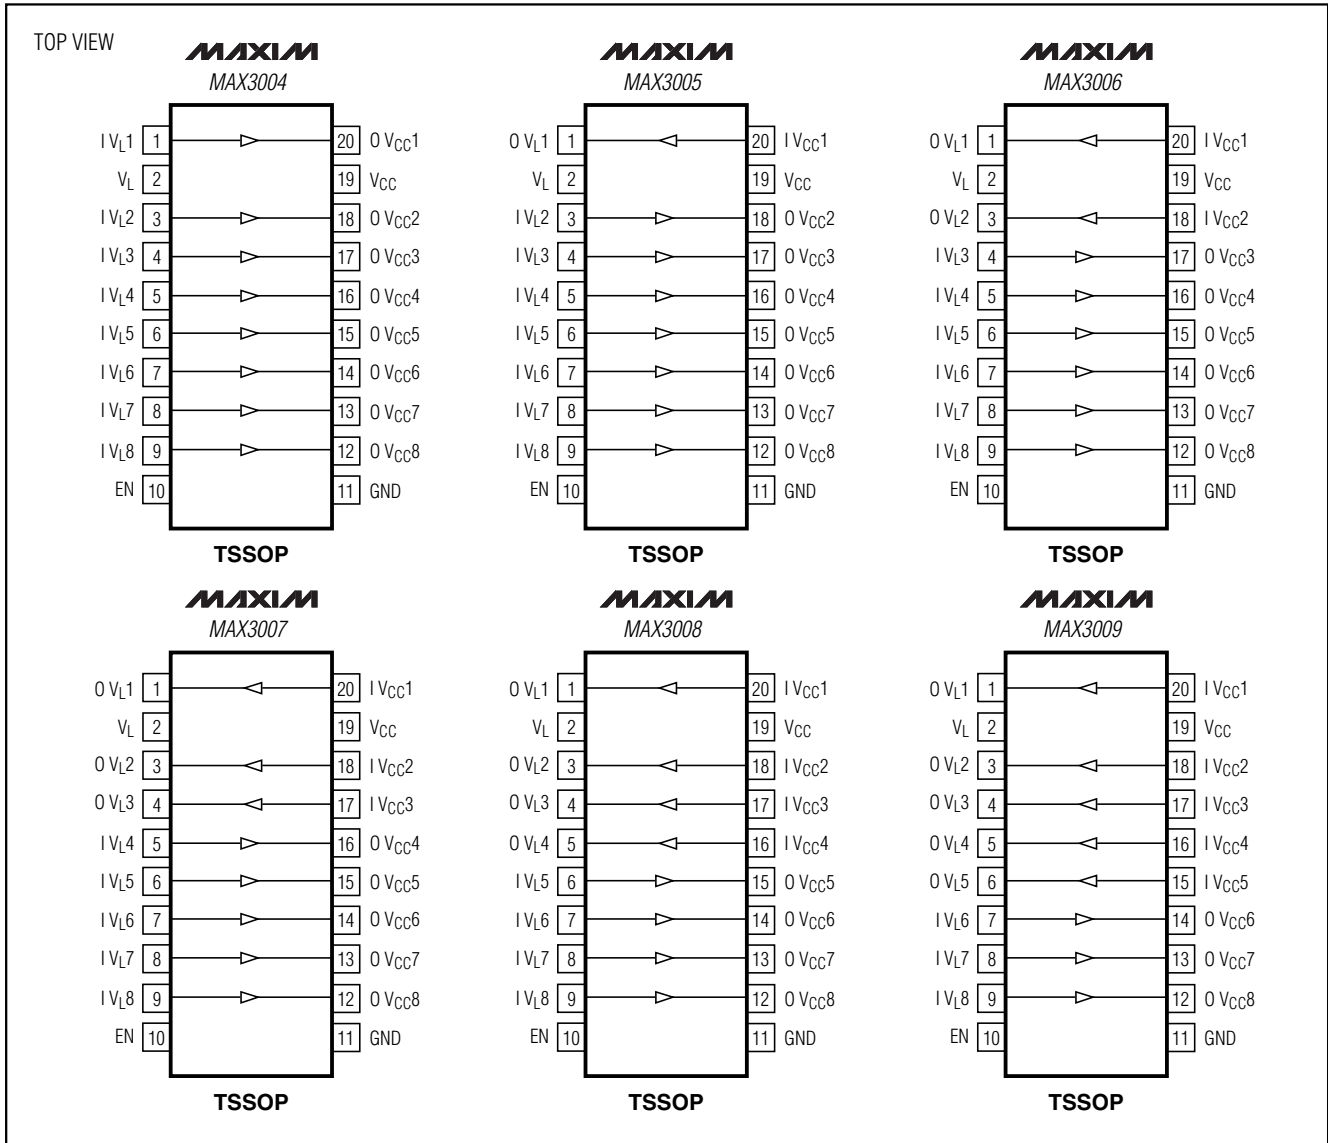 TOP VIEW
MAXIM MAXIM MAXIM
MAX3004 MAX3005 MAX3006
I VL1 1 20 O VCC1 O VL1 1 20 I VCC1 O VL1 1 20 I VCC1
VL 2 19 VCC VL 2 19 VCC VL 2 19 VCC
I VL2 3 18 O VCC2 I VL2 3 18 O VCC2 O VL2 3 18 I VCC2
I VL3 4 17 O VCC3 I VL3 4 17 O VCC3 I VL3 4 17 O VCC3
I VL4 5 16 O VCC4 I VL4 5 16 O VCC4 I VL4 5 16 O VCC4
I VL5 6 15 O VCC5 I VL5 6 15 O VCC5 I VL5 6 15 O VCC5
I VL6 7 14 O VCC6 I VL6 7 14 O VCC6 I VL6 7 14 O VCC6
I VL7 8 13 O VCC7 I VL7 8 13 O VCC7 I VL7 8 13 O VCC7
I VL8 9 12 O VCC8 I VL8 9 12 O VCC8 I VL8 9 12 O VCC8
EN 10 11 GND EN 10 11 GND EN 10 11 GND
TSSOP TSSOP TSSOP
MAXIM MAXIM MAXIM
MAX3007 MAX3008 MAX3009
O VL1 1 20 I VCC1 O VL1 1 20 I VCC1 O VL1 1 20 I VCC1
VL 2 19 VCC VL 2 19 VCC VL 2 19 VCC
O VL2 3 18 I VCC2 O VL2 3 18 I VCC2 O VL2 3 18 I VCC2
O VL3 4 17 I VCC3 O VL3 4 17 I VCC3 O VL3 4 17 I VCC3
I VL4 5 16 O VCC4 O VL4 5 16 I VCC4 O VL4 5 16 I VCC4
I VL5 6 15 O VCC5 I VL5 6 15 O VCC5 O VL5 6 15 I VCC5
I VL6 7 14 O VCC6 I VL6 7 14 O VCC6 I VL6 7 14 O VCC6
I VL7 8 13 O VCC7 I VL7 8 13 O VCC7 I VL7 8 13 O VCC7
I VL8 9 12 O VCC8 I VL8 9 12 O VCC8 I VL8 9 12 O VCC8
EN 10 11 GND EN 10 11 GND EN 10 11 GND
TSSOP TSSOP TSSOP